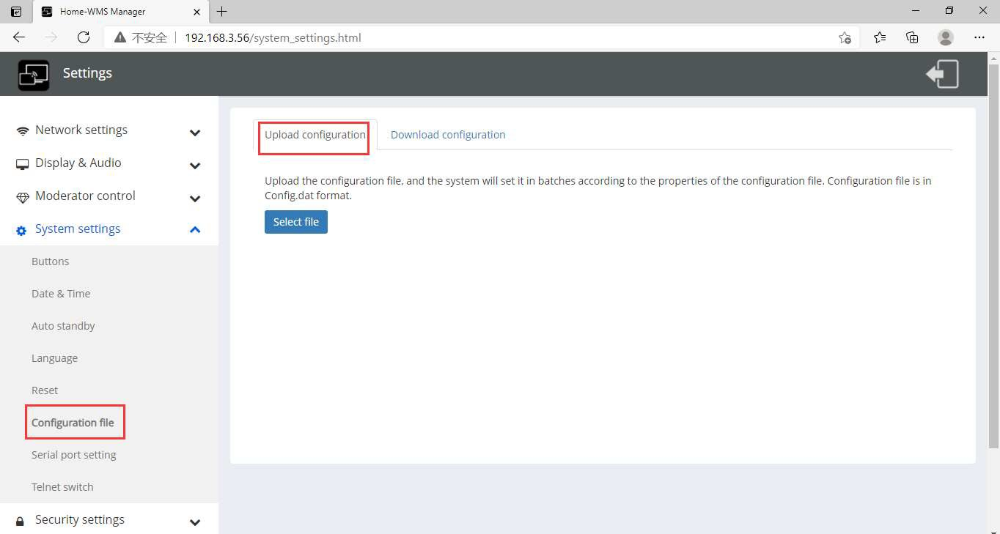 Home-WMS Manager
不安全
192.168.3.56/system_settings.html
Settings
Network settings
Display & Audio
Moderator control
System settings
Buttons
Date & Time
Auto standby
Language
Reset
Configuration file
Serial port setting
Telnet switch
Security settings
Upload configuration
Download configuration
Upload the configuration file, and the system will set it in batches according to the properties of the configuration file. Configuration file is in
Config.dat format.
Select file